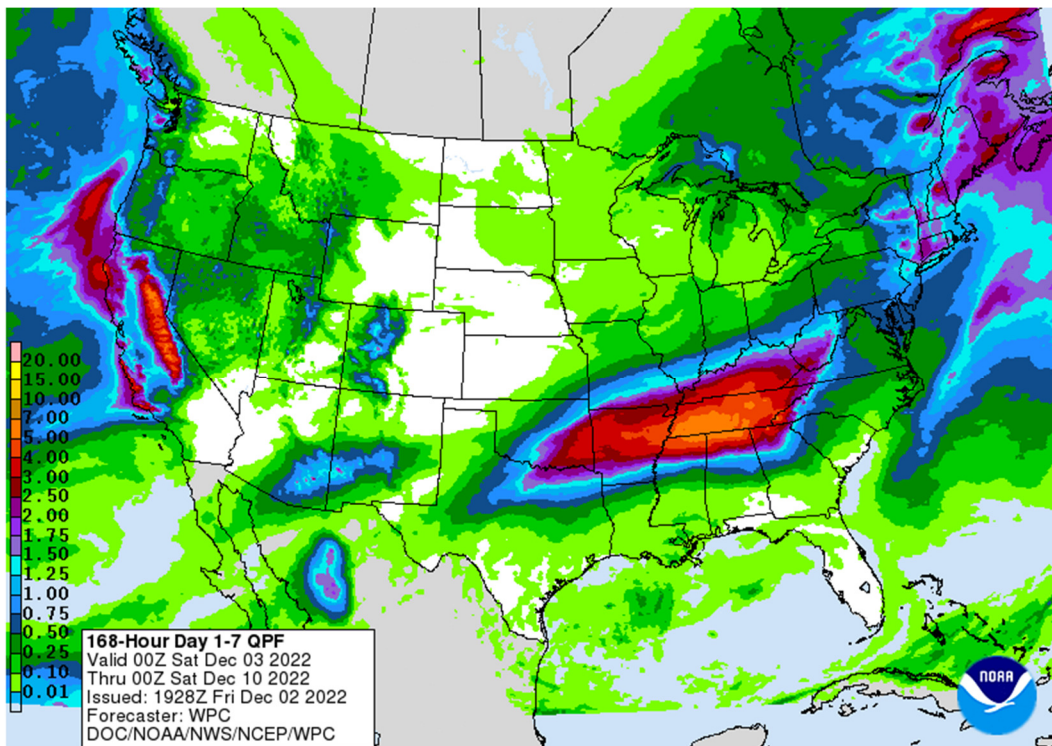 20.00
15.00
10.00
7.00
5.00
4.00
3.00
2.50
2.00
1.75
1.50
1.25
1.00
0.75
0.50
0.25
0.10
0.01
168-Hour Day 1-7 QPF
Valid 00Z Sat Dec 03 2022
Thru 00Z Sat Dec 10 2022
Issued: 1928Z Fri Dec 02 2022
Forecaster: WPC
DOC/NOAA/NWS/NCEP/WPC
NOAA